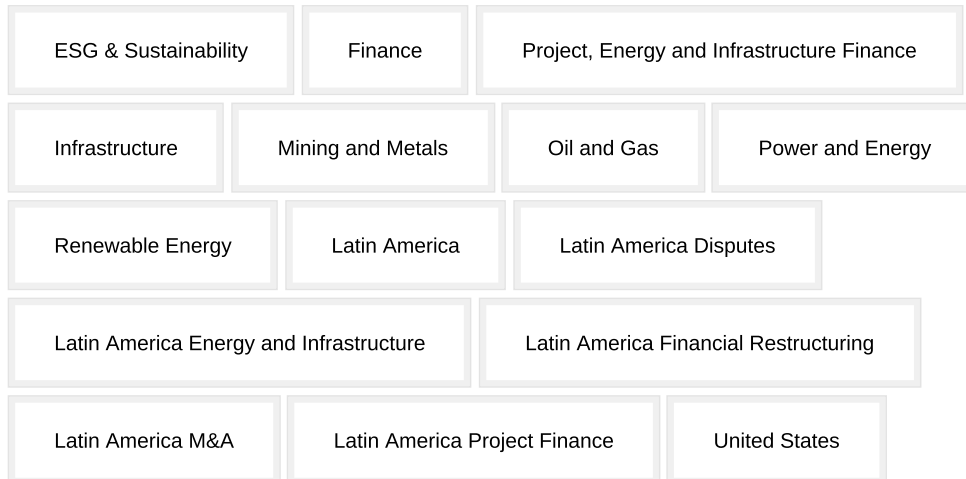 ESG & Sustainability Finance Project, Energy and Infrastructure Finance
Infrastructure Mining and Metals Oil and Gas Power and Energy
Renewable Energy Latin America Latin America Disputes
Latin America Energy and Infrastructure Latin America Financial Restructuring
Latin America M&A Latin America Project Finance United States